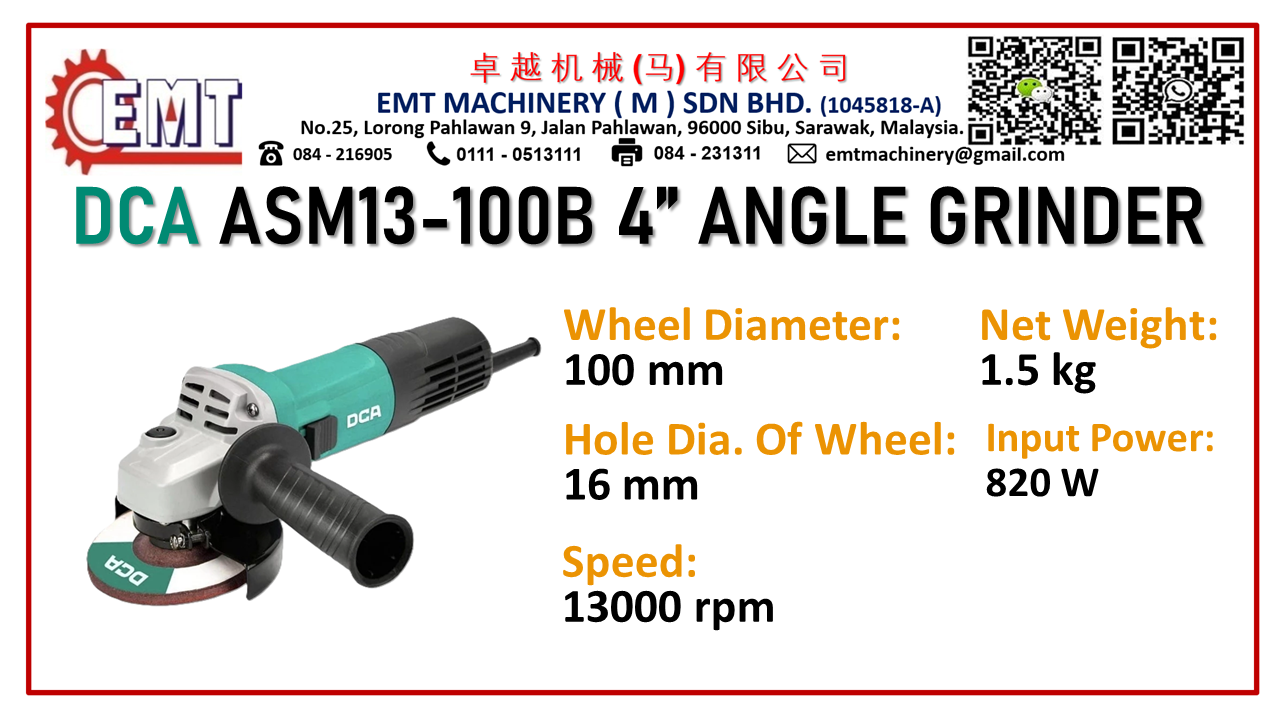 EMT
卓越机械(马)有限公司
EMT MACHINERY ( M ) SDN BHD. (1045818-A)
No.25, Lorong Pahlawan 9, Jalan Pahlawan, 96000 Sibu, Sarawak, Malaysia.
084 - 216905 0111 - 0513111 084 - 231311 emtmachinery@gmail.com
DCA ASM13-100B 4” ANGLE GRINDER
Wheel Diameter:
100 mm
Net Weight:
1.5 kg
Hole Dia. Of Wheel:
16 mm
Input Power:
820 W
Speed:
13000 rpm
DCA
DCA